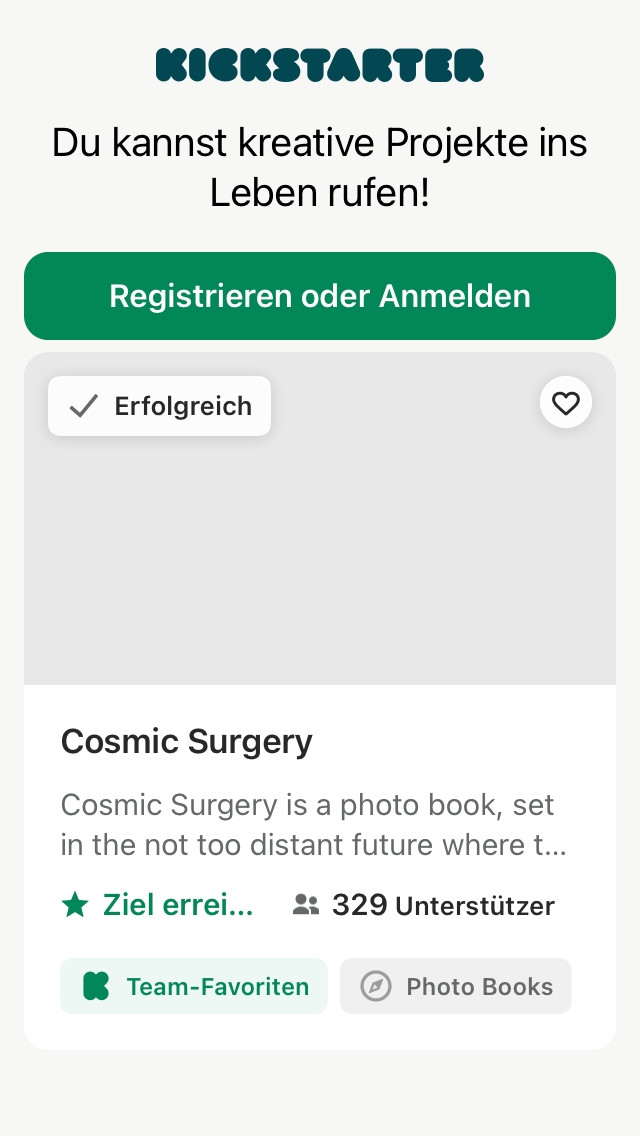 KICKSTARTER
Du kannst kreative Projekte ins
Leben rufen!
Registrieren oder Anmelden
Erfolgreich
Cosmic Surgery
Cosmic Surgery is a photo book, set
in the not too distant future where t...
Ziel errei... 329 Unterstützer
Team-Favoriten Photo Books